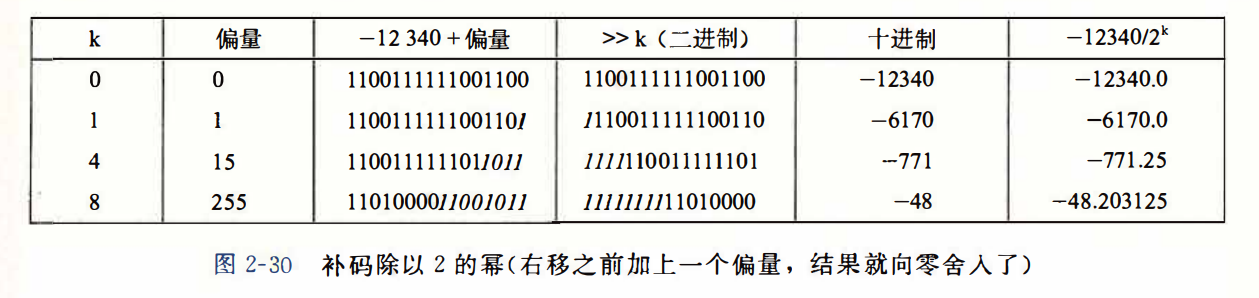 k 偏量 −12 340+偏量 >> k（二进制） 十进制 −12340/2ᵏ
0 0 1100111111001100 1100111111001100 −12340 −12340.0
1 1 1100111111001101 1110011111100110 −6170 −6170.0
4 15 1100111111011011 1111110011111101 −771 −771.25
8 255 1101000011001011 1111111111010000 −48 −48.203125
图 2-30 补码除以 2 的幂(右移之前加上一个偏量，结果就向零舍入了)